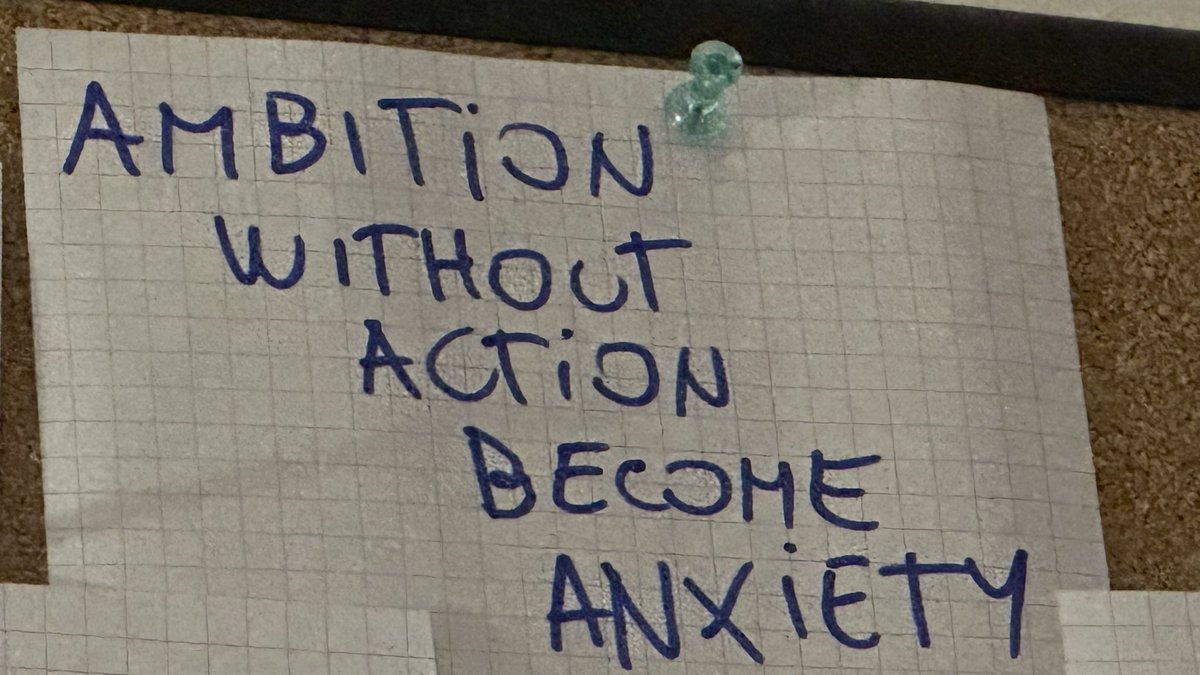 AMBITION
WITHOUT
ACTION
BECOME
ANXIETY